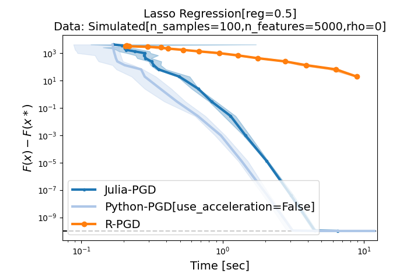 Lasso Regression[reg=0.5]
Data: Simulated[n_samples=100,n_features=5000,rho=0]
10³
10¹
10⁻¹
10⁻³
10⁻⁵
10⁻⁷
10⁻⁹
F(x) − F(x*)
Julia-PGD
Python-PGD[use_acceleration=False]
R-PGD
10⁻¹
10⁰
10¹
Time [sec]